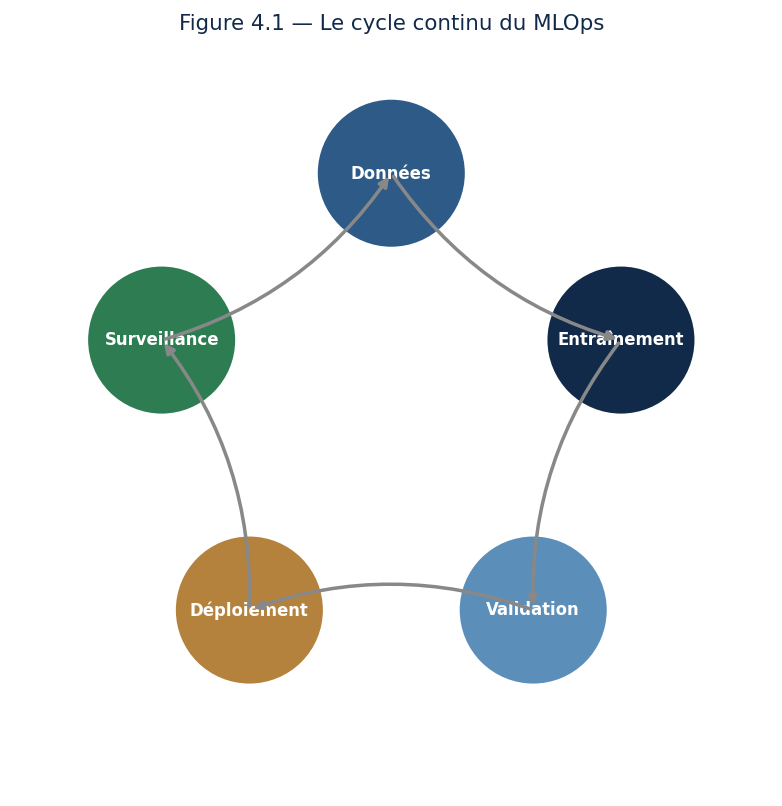 Figure 4.1 — Le cycle continu du MLOps
Données
Entraînement
Validation
Déploiement
Surveillance